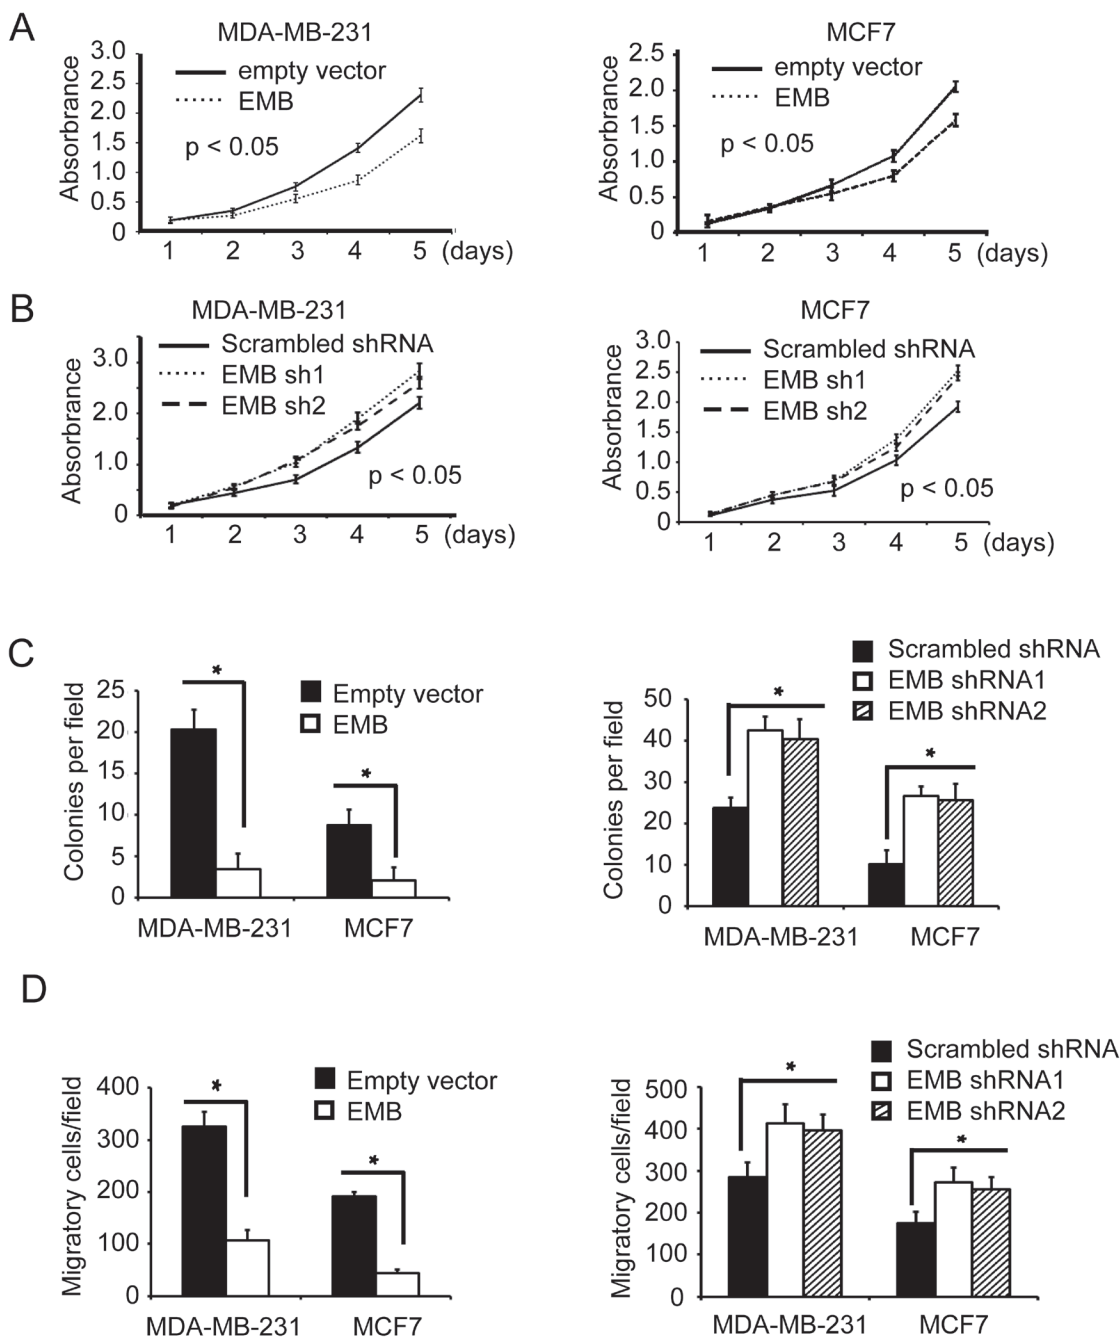 A
MDA-MB-231
Absorbrance
3.0
2.5
2.0
1.5
1.0
0.5
0
empty vector
EMB
p < 0.05
1 2 3 4 5 (days)
MCF7
Absorbrance
2.5
2.0
1.5
1.0
0.5
0
empty vector
EMB
p < 0.05
1 2 3 4 5 (days)
B
MDA-MB-231
Absorbrance
3.0
2.0
1.0
0
Scrambled shRNA
EMB sh1
EMB sh2
p < 0.05
1 2 3 4 5 (days)
MCF7
Absorbrance
3.0
2.5
2.0
1.5
1.0
0.5
0
Scrambled shRNA
EMB sh1
EMB sh2
p < 0.05
1 2 3 4 5 (days)
C
Colonies per field
25
20
15
10
5
0
*
*
Empty vector
EMB
MDA-MB-231 MCF7
Colonies per field
50
40
30
20
10
0
*
*
Scrambled shRNA
EMB shRNA1
EMB shRNA2
MDA-MB-231 MCF7
D
Migratory cells/field
400
300
200
100
0
*
*
Empty vector
EMB
MDA-MB-231 MCF7
Migratory cells/field
500
400
300
200
100
0
*
*
Scrambled shRNA
EMB shRNA1
EMB shRNA2
MDA-MB-231 MCF7